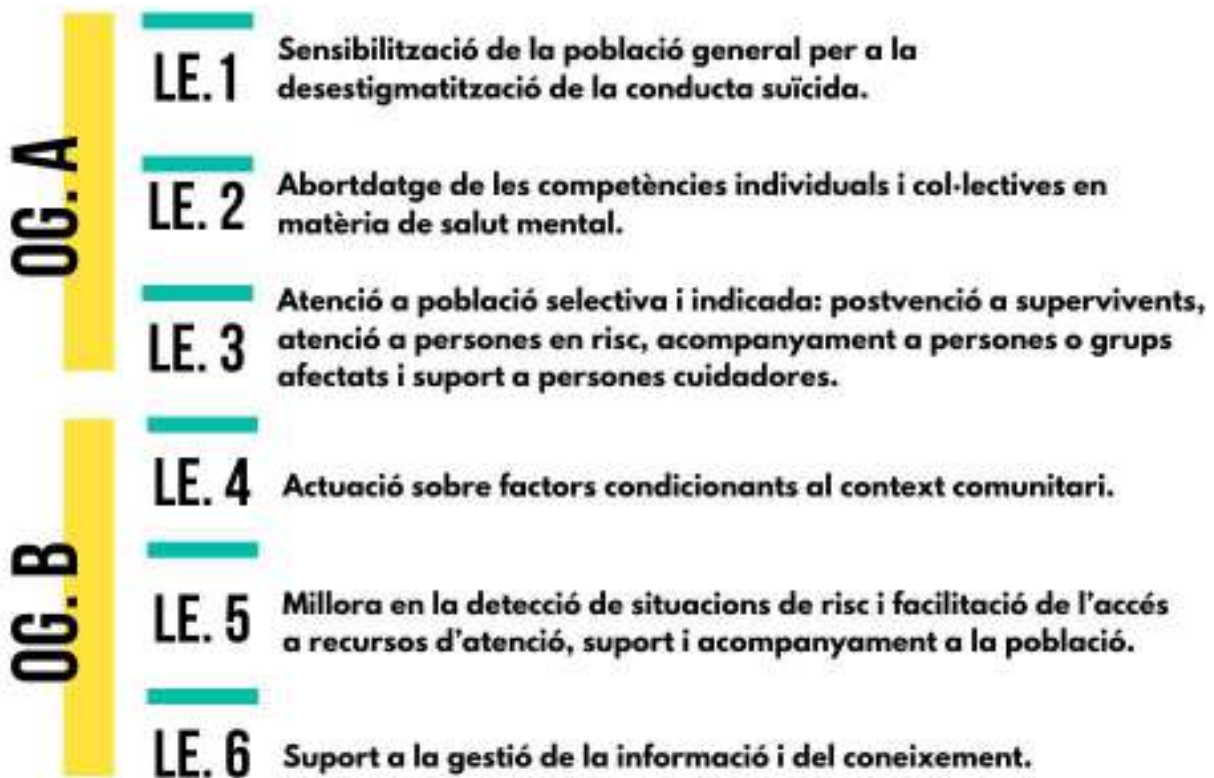 OG. A
LE. 1
Sensibilització de la població general per a la
desestigmatització de la conducta suïcida.
LE. 2
Abordatge de les competències individuals i col·lectives en
matèria de salut mental.
LE. 3
Atenció a població selectiva i indicada: postvenció a supervivents,
atenció a persones en risc, acompanyament a persones o grups
afectats i suport a persones cuidadores.
OG. B
LE. 4
Actuació sobre factors condicionants al context comunitari.
LE. 5
Millora en la detecció de situacions de risc i facilitació de l'accés
a recursos d'atenció, suport i acompanyament a la població.
LE. 6
Suport a la gestió de la informació i del coneixement.